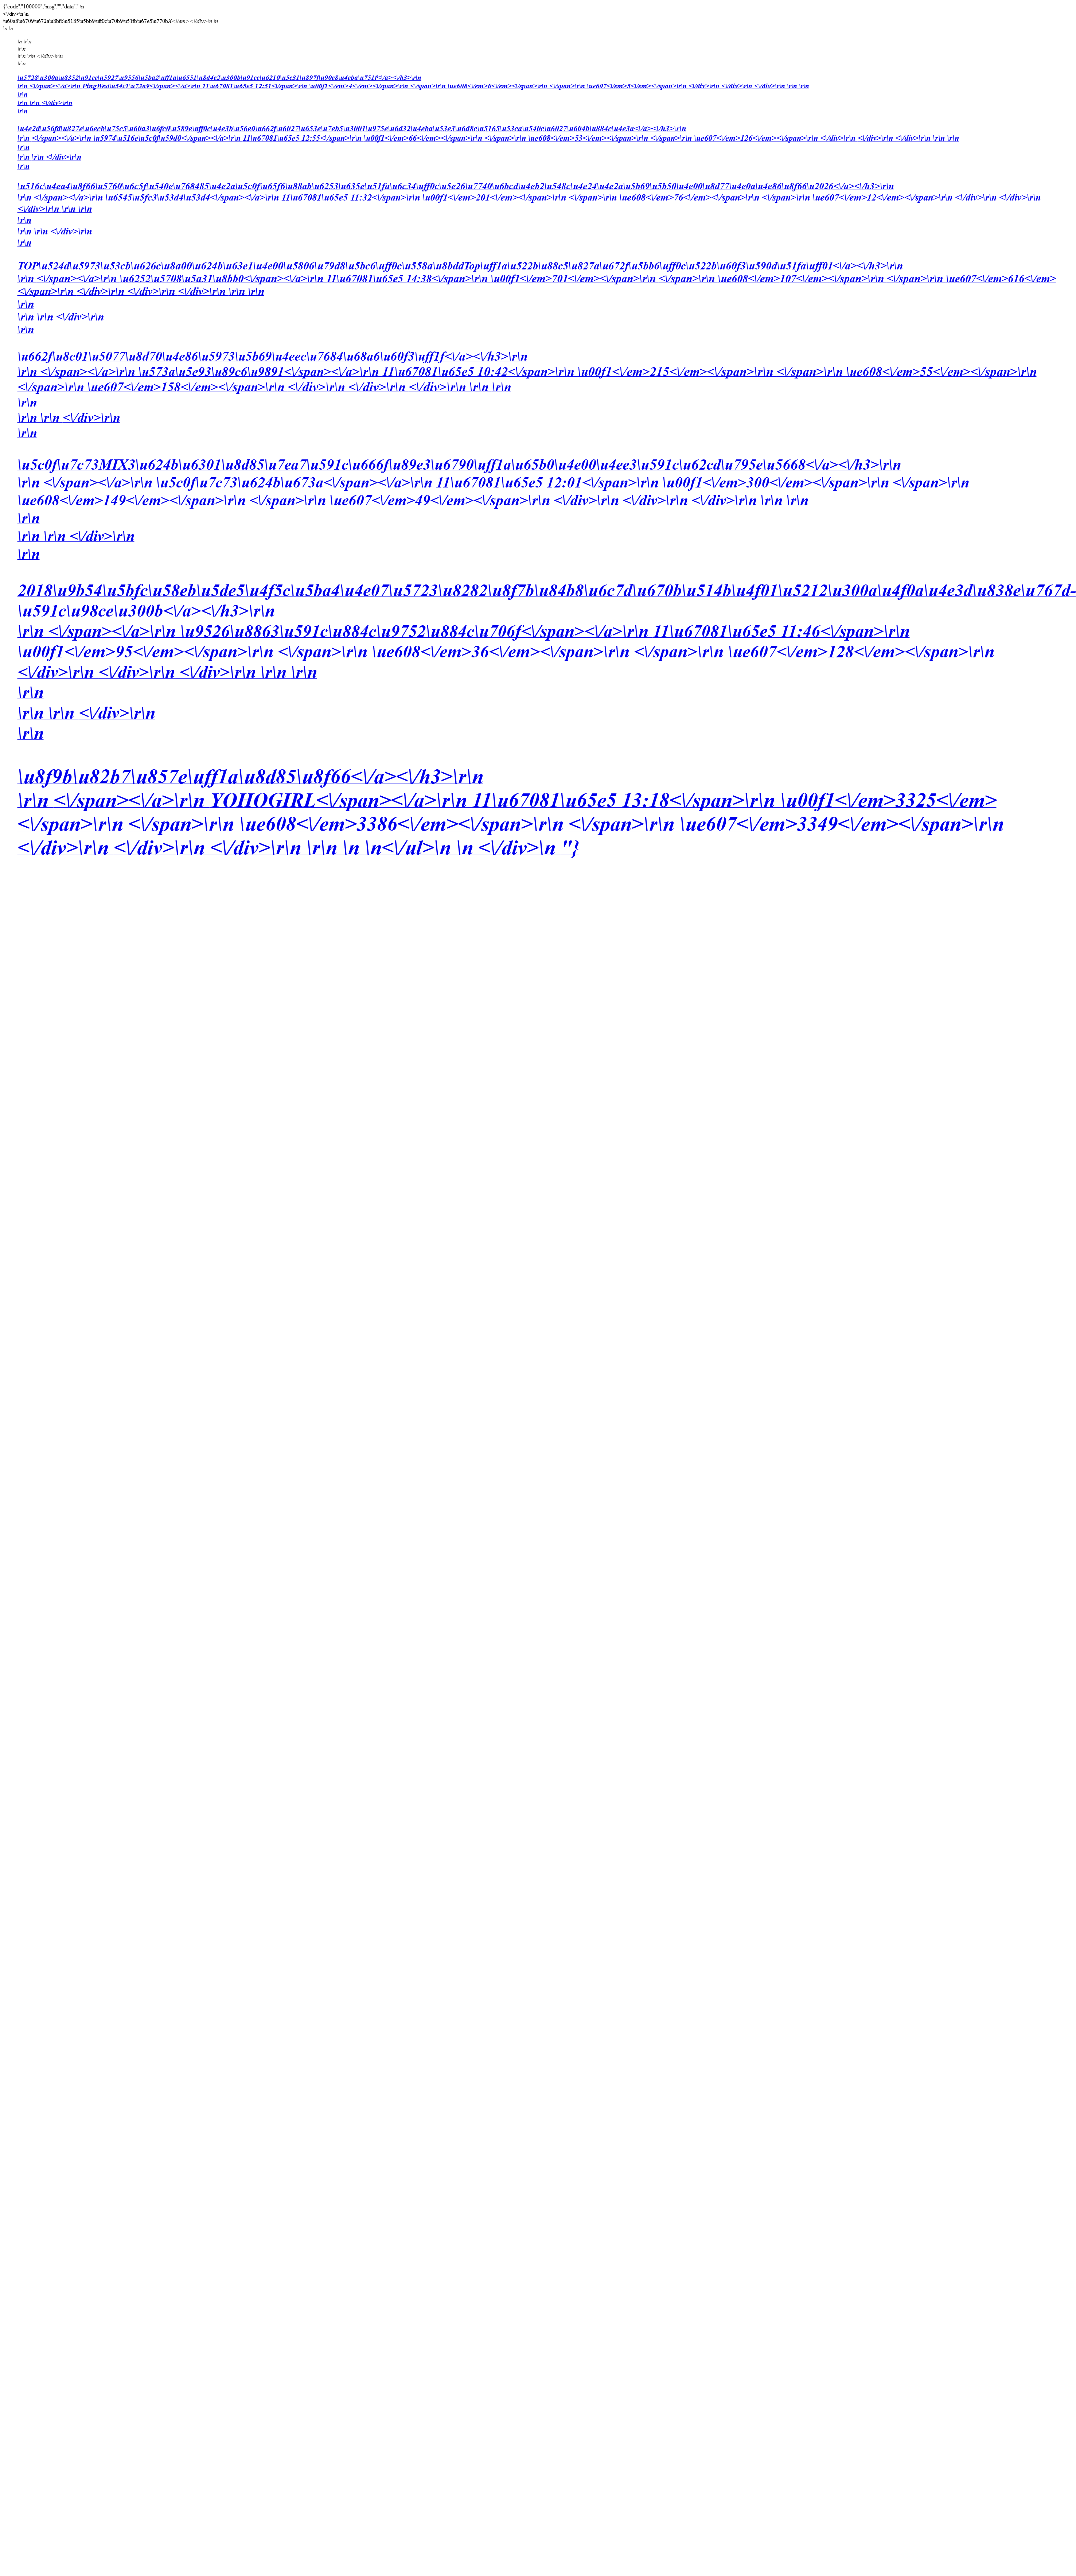 {"code":"100000","msg":"","data":" \n
<\/div>\n \n
\u60a8\u6709\u672a\u8bfb\u5185\u5bb9\uff0c\u70b9\u51fb\u67e5\u770bX<\/em><\/div>\n \n
\n \n
\n \r\n
\r\n
\r\n \r\n <\/div>\r\n
\r\n
\u5728\u300a\u8352\u91ce\u5927\u9556\u5ba2\uff1a\u6551\u8d4e2\u300b\u91cc\u6210\u5c31\u897f\u90e8\u4eba\u751f<\/a><\/h3>\r\n
\r\n <\/span><\/a>\r\n PingWest\u54c1\u73a9<\/span><\/a>\r\n 11\u67081\u65e5 12:51<\/span>\r\n \u00f1<\/em>4<\/em><\/span>\r\n <\/span>\r\n \ue608<\/em>0<\/em><\/span>\r\n <\/span>\r\n \ue607<\/em>5<\/em><\/span>\r\n <\/div>\r\n <\/div>\r\n <\/div>\r\n \r\n \r\n
\r\n
\r\n \r\n <\/div>\r\n
\r\n
\u4e2d\u56fd\u827e\u6ecb\u75c5\u60a3\u6fc0\u589e\uff0c\u4e3b\u56e0\u662f\u6027\u653e\u7eb5\u3001\u975e\u6d32\u4eba\u53e3\u6d8c\u5165\u53ca\u540c\u6027\u604b\u884c\u4e3a<\/a><\/h3>\r\n
\r\n <\/span><\/a>\r\n \u5974\u516e\u5c0f\u59d0<\/span><\/a>\r\n 11\u67081\u65e5 12:55<\/span>\r\n \u00f1<\/em>66<\/em><\/span>\r\n <\/span>\r\n \ue608<\/em>53<\/em><\/span>\r\n <\/span>\r\n \ue607<\/em>126<\/em><\/span>\r\n <\/div>\r\n <\/div>\r\n <\/div>\r\n \r\n \r\n
\r\n
\r\n \r\n <\/div>\r\n
\r\n
\u516c\u4ea4\u8f66\u5760\u6c5f\u540e\u768485\u4e2a\u5c0f\u65f6\u88ab\u6253\u635e\u51fa\u6c34\uff0c\u5e26\u7740\u6bcd\u4eb2\u548c\u4e24\u4e2a\u5b69\u5b50\u4e00\u8d77\u4e0a\u4e86\u8f66\u2026<\/a><\/h3>\r\n
\r\n <\/span><\/a>\r\n \u6545\u5fc3\u53d4\u53d4<\/span><\/a>\r\n 11\u67081\u65e5 11:32<\/span>\r\n \u00f1<\/em>201<\/em><\/span>\r\n <\/span>\r\n \ue608<\/em>76<\/em><\/span>\r\n <\/span>\r\n \ue607<\/em>12<\/em><\/span>\r\n <\/div>\r\n <\/div>\r\n
<\/div>\r\n \r\n \r\n
\r\n
\r\n \r\n <\/div>\r\n
\r\n
TOP\u524d\u5973\u53cb\u626c\u8a00\u624b\u63e1\u4e00\u5806\u79d8\u5bc6\uff0c\u558a\u8bddTop\uff1a\u522b\u88c5\u827a\u672f\u5bb6\uff0c\u522b\u60f3\u590d\u51fa\uff01<\/a><\/h3>\r\n
\r\n <\/span><\/a>\r\n \u6252\u5708\u5a31\u8bb0<\/span><\/a>\r\n 11\u67081\u65e5 14:38<\/span>\r\n \u00f1<\/em>701<\/em><\/span>\r\n <\/span>\r\n \ue608<\/em>107<\/em><\/span>\r\n <\/span>\r\n \ue607<\/em>616<\/em>
<\/span>\r\n <\/div>\r\n <\/div>\r\n <\/div>\r\n \r\n \r\n
\r\n
\r\n \r\n <\/div>\r\n
\r\n
\u662f\u8c01\u5077\u8d70\u4e86\u5973\u5b69\u4eec\u7684\u68a6\u60f3\uff1f<\/a><\/h3>\r\n
\r\n <\/span><\/a>\r\n \u573a\u5e93\u89c6\u9891<\/span><\/a>\r\n 11\u67081\u65e5 10:42<\/span>\r\n \u00f1<\/em>215<\/em><\/span>\r\n <\/span>\r\n \ue608<\/em>55<\/em><\/span>\r\n
<\/span>\r\n \ue607<\/em>158<\/em><\/span>\r\n <\/div>\r\n <\/div>\r\n <\/div>\r\n \r\n \r\n
\r\n
\r\n \r\n <\/div>\r\n
\r\n
\u5c0f\u7c73MIX3\u624b\u6301\u8d85\u7ea7\u591c\u666f\u89e3\u6790\uff1a\u65b0\u4e00\u4ee3\u591c\u62cd\u795e\u5668<\/a><\/h3>\r\n
\r\n <\/span><\/a>\r\n \u5c0f\u7c73\u624b\u673a<\/span><\/a>\r\n 11\u67081\u65e5 12:01<\/span>\r\n \u00f1<\/em>300<\/em><\/span>\r\n <\/span>\r\n
\ue608<\/em>149<\/em><\/span>\r\n <\/span>\r\n \ue607<\/em>49<\/em><\/span>\r\n <\/div>\r\n <\/div>\r\n <\/div>\r\n \r\n \r\n
\r\n
\r\n \r\n <\/div>\r\n
\r\n
2018\u9b54\u5bfc\u58eb\u5de5\u4f5c\u5ba4\u4e07\u5723\u8282\u8f7b\u84b8\u6c7d\u670b\u514b\u4f01\u5212\u300a\u4f0a\u4e3d\u838e\u767d-
\u591c\u98ce\u300b<\/a><\/h3>\r\n
\r\n <\/span><\/a>\r\n \u9526\u8863\u591c\u884c\u9752\u884c\u706f<\/span><\/a>\r\n 11\u67081\u65e5 11:46<\/span>\r\n
\u00f1<\/em>95<\/em><\/span>\r\n <\/span>\r\n \ue608<\/em>36<\/em><\/span>\r\n <\/span>\r\n \ue607<\/em>128<\/em><\/span>\r\n
<\/div>\r\n <\/div>\r\n <\/div>\r\n \r\n \r\n
\r\n
\r\n \r\n <\/div>\r\n
\r\n
\u8f9b\u82b7\u857e\uff1a\u8d85\u8f66<\/a><\/h3>\r\n
\r\n <\/span><\/a>\r\n YOHOGIRL<\/span><\/a>\r\n 11\u67081\u65e5 13:18<\/span>\r\n \u00f1<\/em>3325<\/em>
<\/span>\r\n <\/span>\r\n \ue608<\/em>3386<\/em><\/span>\r\n <\/span>\r\n \ue607<\/em>3349<\/em><\/span>\r\n
<\/div>\r\n <\/div>\r\n <\/div>\r\n \r\n \n \n<\/ul>\n \n <\/div>\n "}